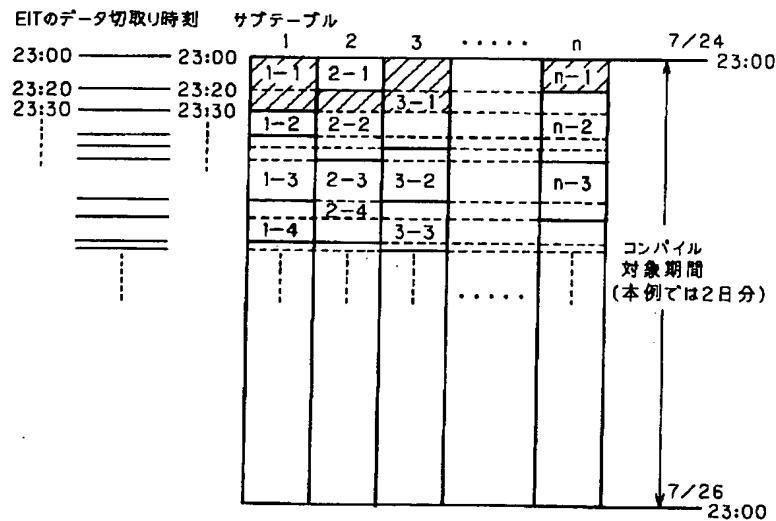 EITのデータ切取り時刻 サブテーブル
1 2 3 ····· n 7/24
23:00 23:00 23:00
1-1 2-1 n-1
23:20 23:20
3-1
23:30 23:30
1-2 2-2 n-2
1-3 2-3 3-2 n-3
2-4
1-4 3-3
コンパイル
対象期間
(本例では2日分)
·····
7/26
23:00